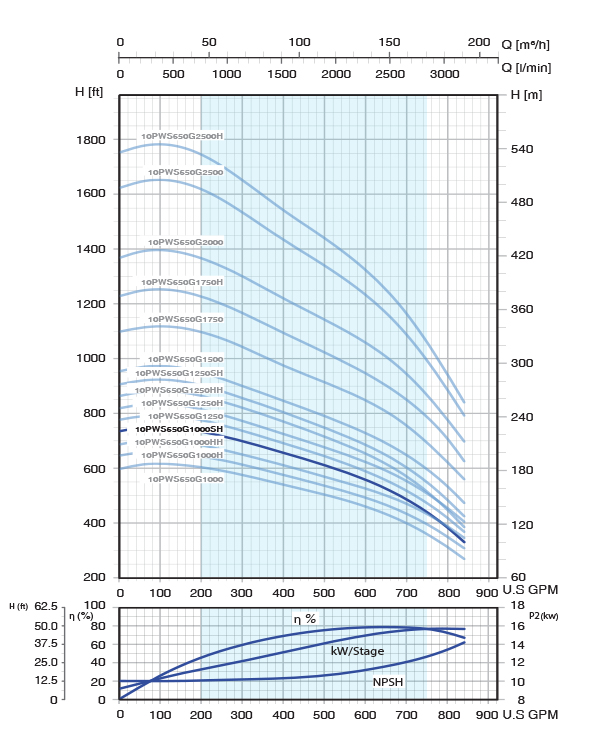 0 50 100 150 200 Q [m³/h]
0 500 1000 1500 2000 2500 3000 Q [l/min]
H [ft] H [m]
10PWS650G2500H
1800 540
10PWS650G2500
1600 480
10PWS650G2000
1400 420
10PWS650G1750H
1200 360
10PWS650G1750
10PWS650G1500
1000 300
10PWS650G1250SH
10PWS650G1250HH
10PWS650G1250H
800 240
10PWS650G1250
10PWS650G1000SH
10PWS650G1000HH
10PWS650G1000H
600 180
10PWS650G1000
400 120
200 60
0 100 200 300 400 500 600 700 800 900 U.S GPM
H (ft) 62.5 100 18
η (%) P2(kw)
50.0 80 16
η %
37.5 60 14
kW/Stage
25.0 40 12
12.5 20 10
NPSH
0 0 8
0 100 200 300 400 500 600 700 800 900 U.S GPM